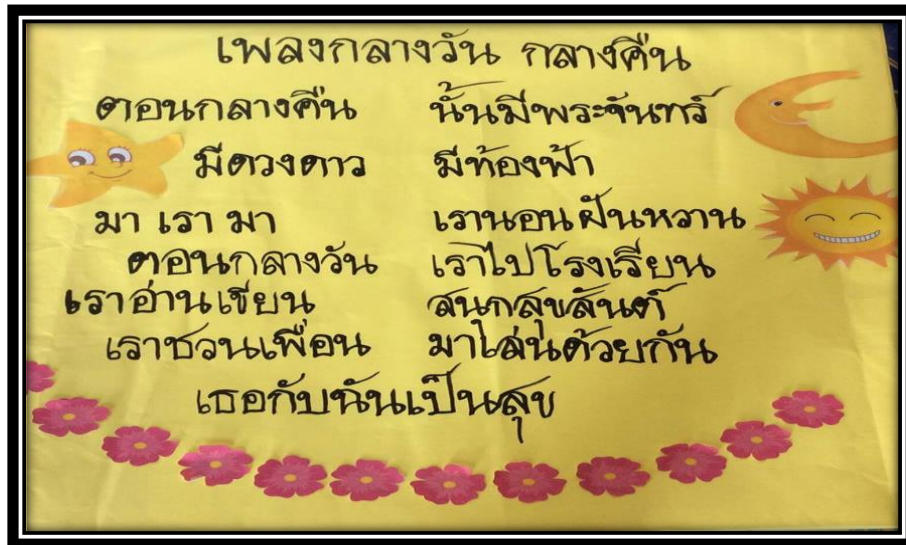 เพลงกลางวัน กลางคืน
ตอนกลางคืน นั้นมีพระจันทร์
มีดวงดาว มีท้องฟ้า
มา เรา มา เรานอนฝันหวาน
ตอนกลางวัน เราไปโรงเรียน
เราอ่านเขียน สนุกสุขสันต์
เราชวนเพื่อน มาเล่นด้วยกัน
เธอกับฉันเป็นสุข